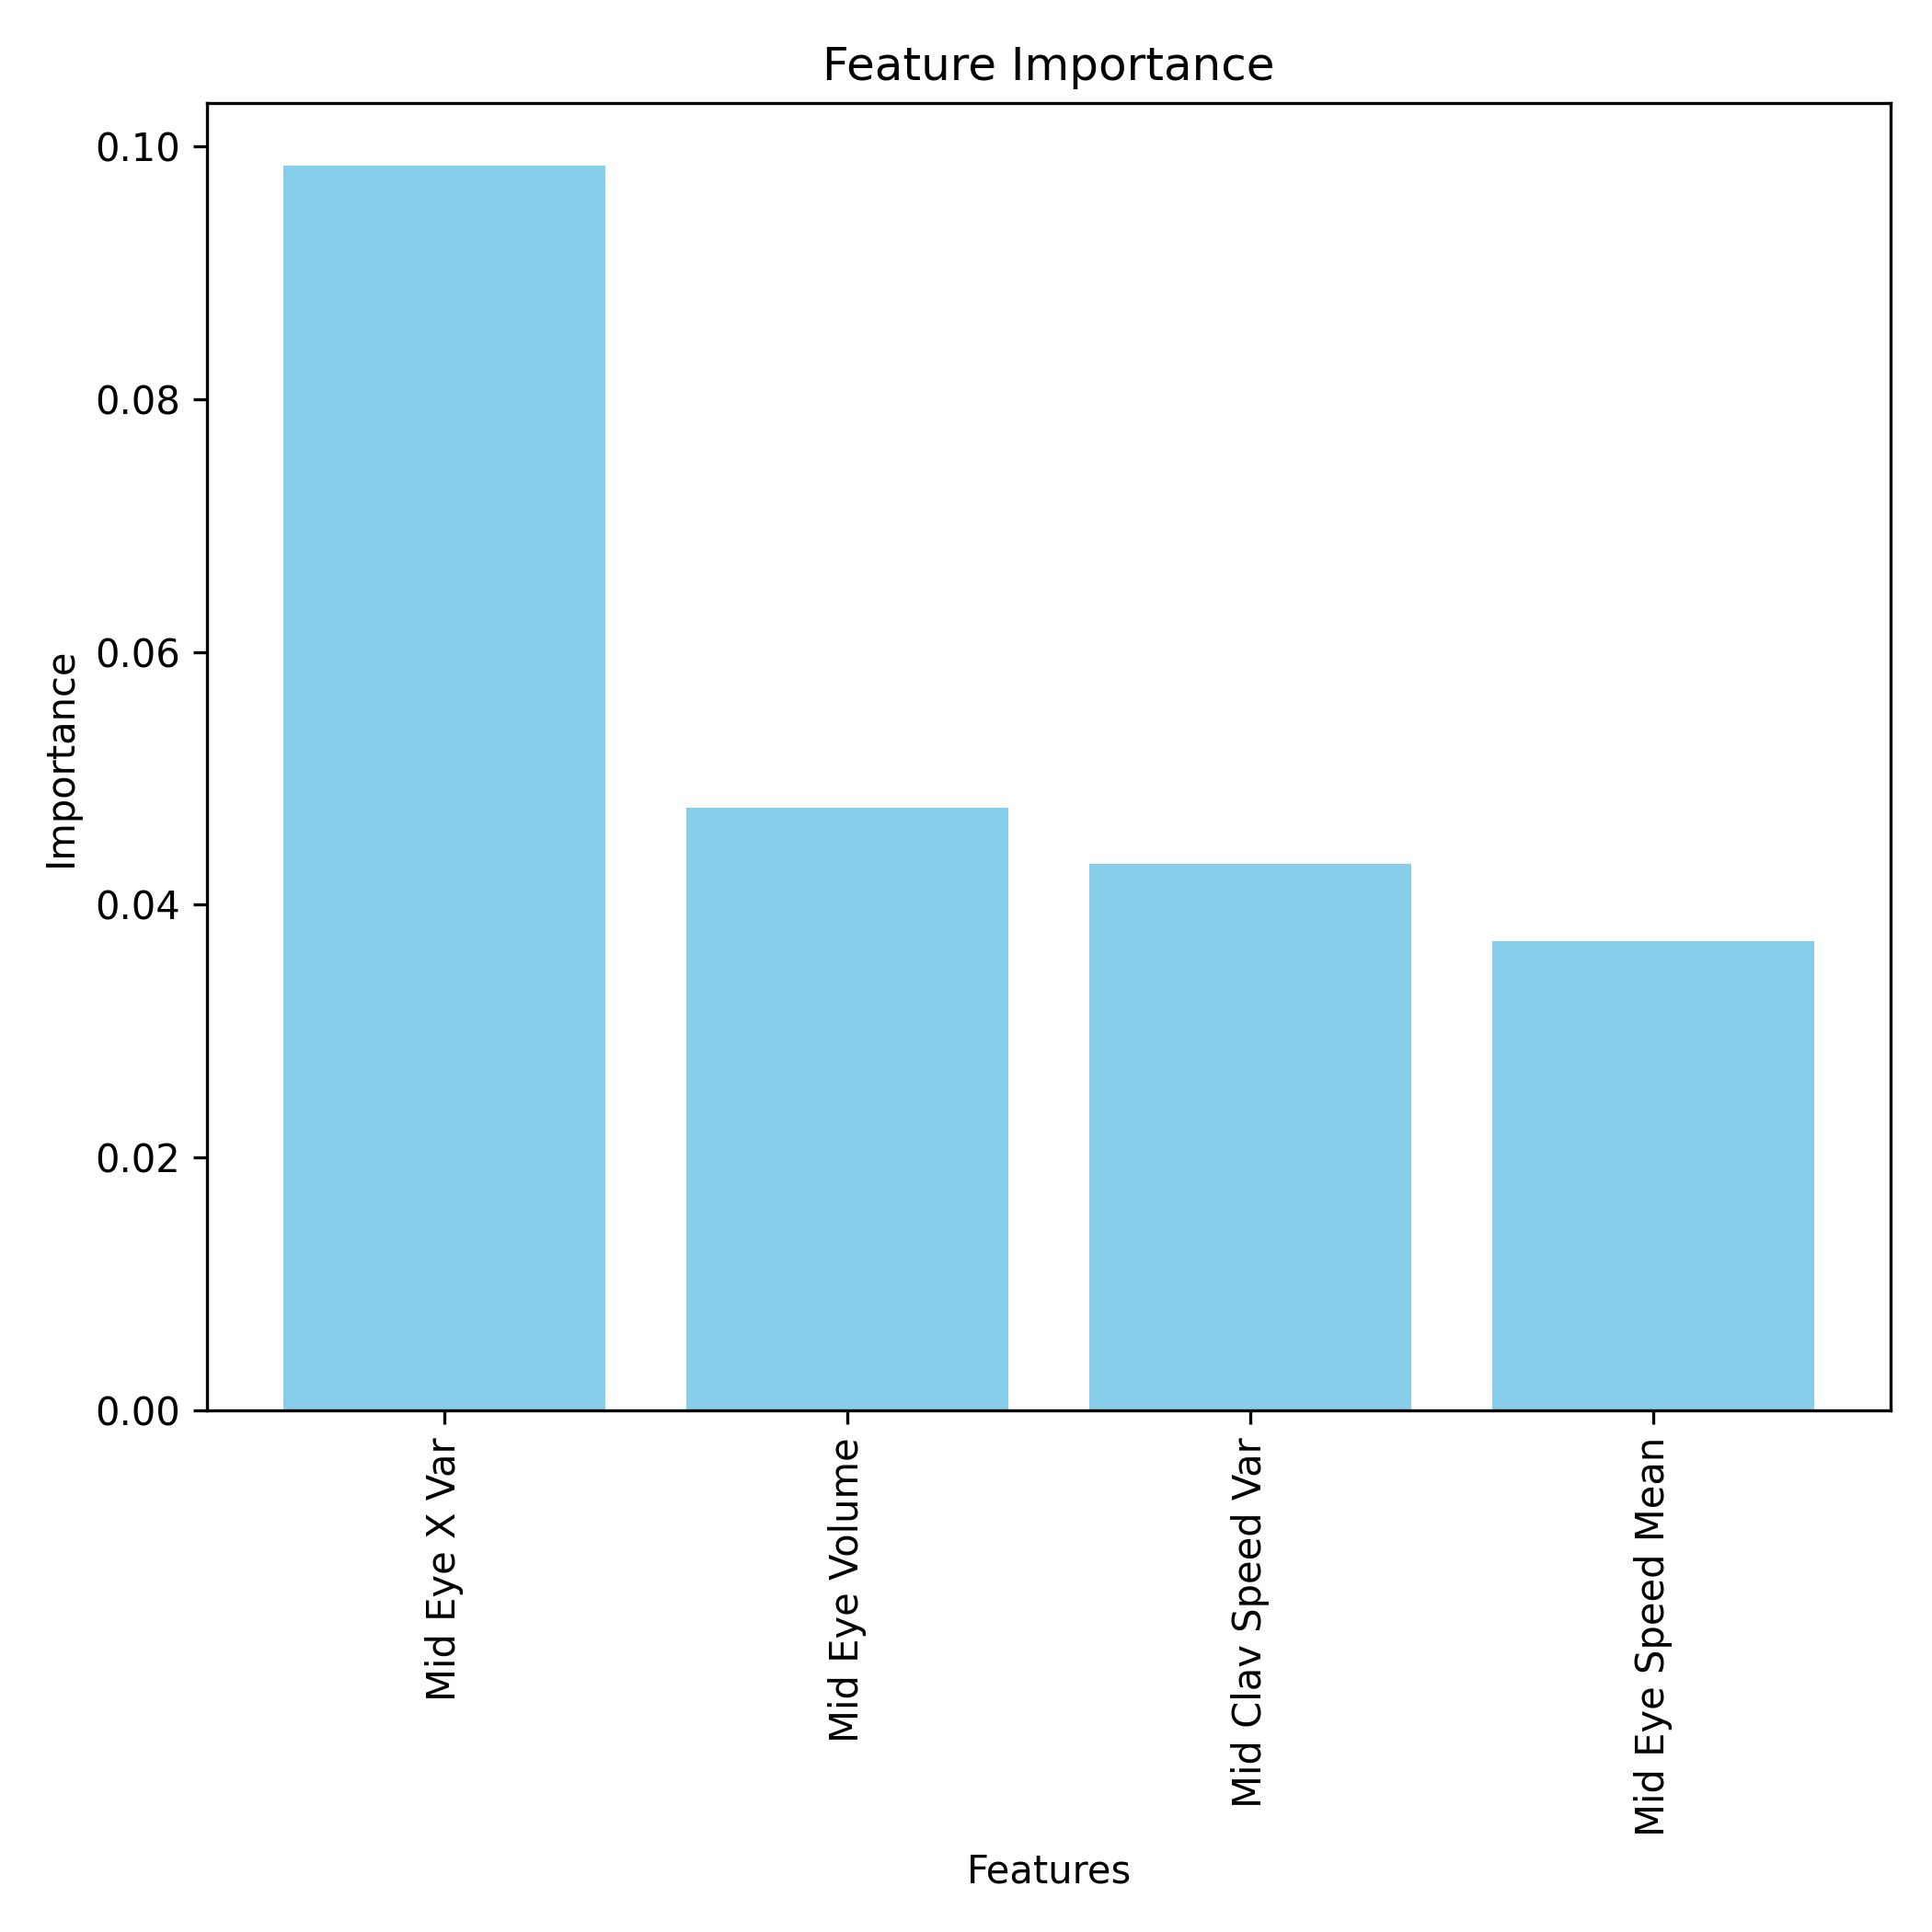 Feature Importance
Importance
0.10
0.08
0.06
0.04
0.02
0.00
Mid Eye X Var
Mid Eye Volume
Mid Clav Speed Var
Mid Eye Speed Mean
Features